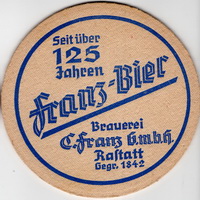 Seit über
125
Jahren
Franz-Bier
Brauerei
C. Franz G.m.b.H.
Rastatt
Gegr. 1842